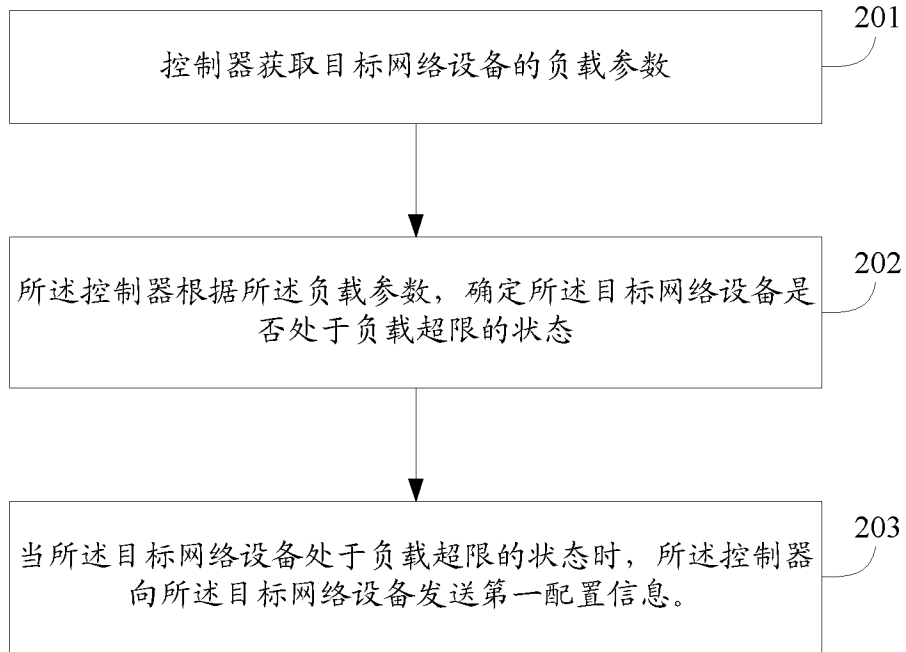 201
控制器获取目标网络设备的负载参数
202
所述控制器根据所述负载参数，确定所述目标网络设备是
否处于负载超限的状态
203
当所述目标网络设备处于负载超限的状态时，所述控制器
向所述目标网络设备发送第一配置信息。